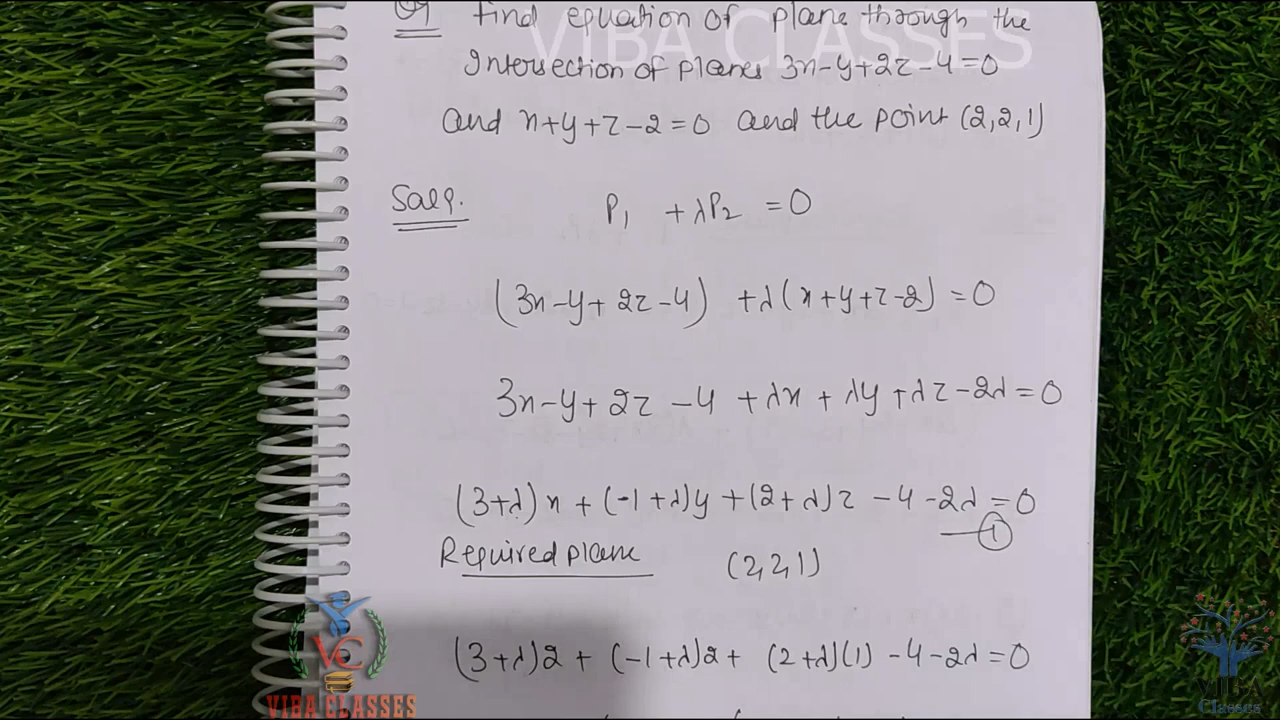 Q9 Find equation of plane through the
VIBA CLASSES
Intersection of planes 3x-y+2z-4=0
and x+y+z-2=0 and the point (2,2,1)
P₁ +λP₂ =0
(3x-y+2z-4) +λ(x+y+z-2)=0
3x-y+2z -4 +λx + λy +λz-2λ=0
(3+λ)x + (-1+λ)y +(2+λ)z -4-2λ=0
①
Required plane (2,2,1)
(3+λ)2 + (-1+λ)2+ (2+λ)(1) -4-2λ=0
VC
VIBA CLASSES
VIBA
Classes